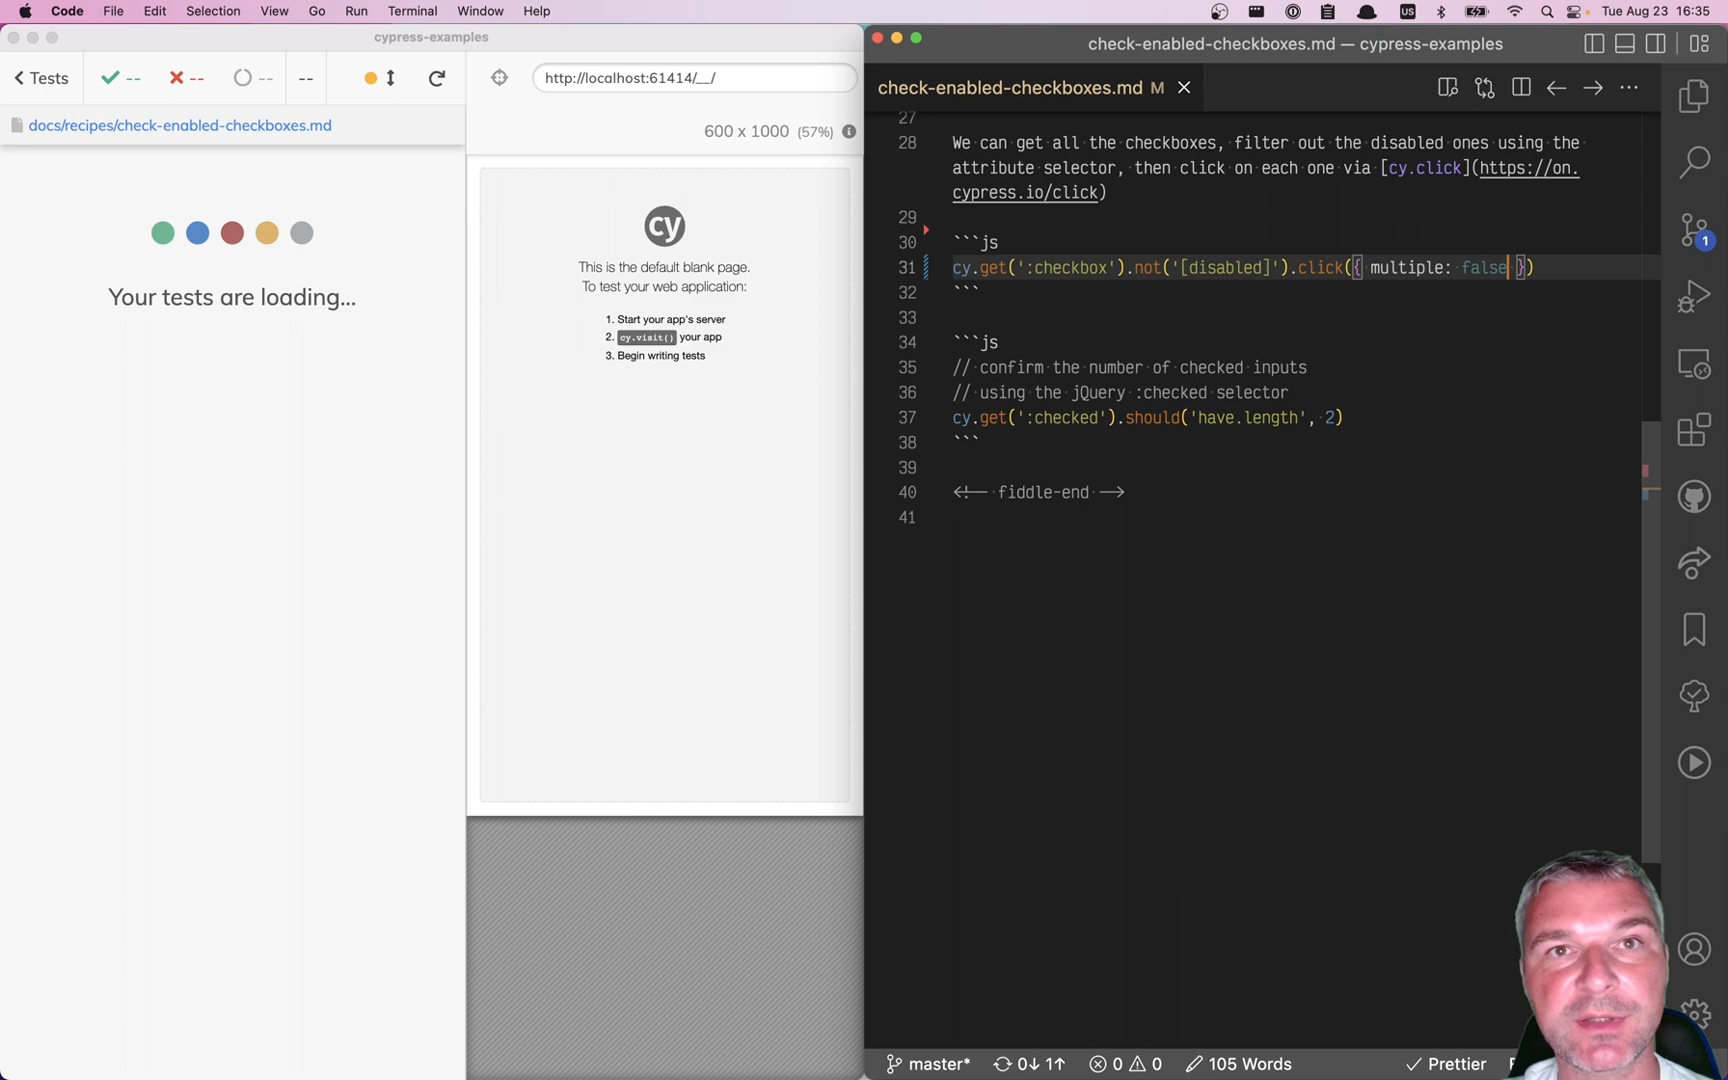 Code File Edit Selection View Go Run Terminal Window Help
US Tue Aug 23 16:35
cypress-examples
check-enabled-checkboxes.md — cypress-examples
Tests -- -- -- --
http://localhost:61414/__/
check-enabled-checkboxes.md M
docs/recipes/check-enabled-checkboxes.md
600 x 1000 (57%)
Your tests are loading...
cy
This is the default blank page.
To test your web application:
1. Start your app's server
2. cy.visit() your app
3. Begin writing tests
27
28 We can get all the checkboxes, filter out the disabled ones using the
attribute selector, then click on each one via [cy.click](https://on.
cypress.io/click)
29
30 ```js
31 cy.get(':checkbox').not('[disabled]').click({ multiple: false })
32 ```
33
34 ```js
35 // confirm the number of checked inputs
36 // using the jQuery :checked selector
37 cy.get(':checked').should('have.length', 2)
38 ```
39
40 <!-- fiddle-end -->
41
1
master* 0↓ 1↑ 0 0 105 Words Prettier